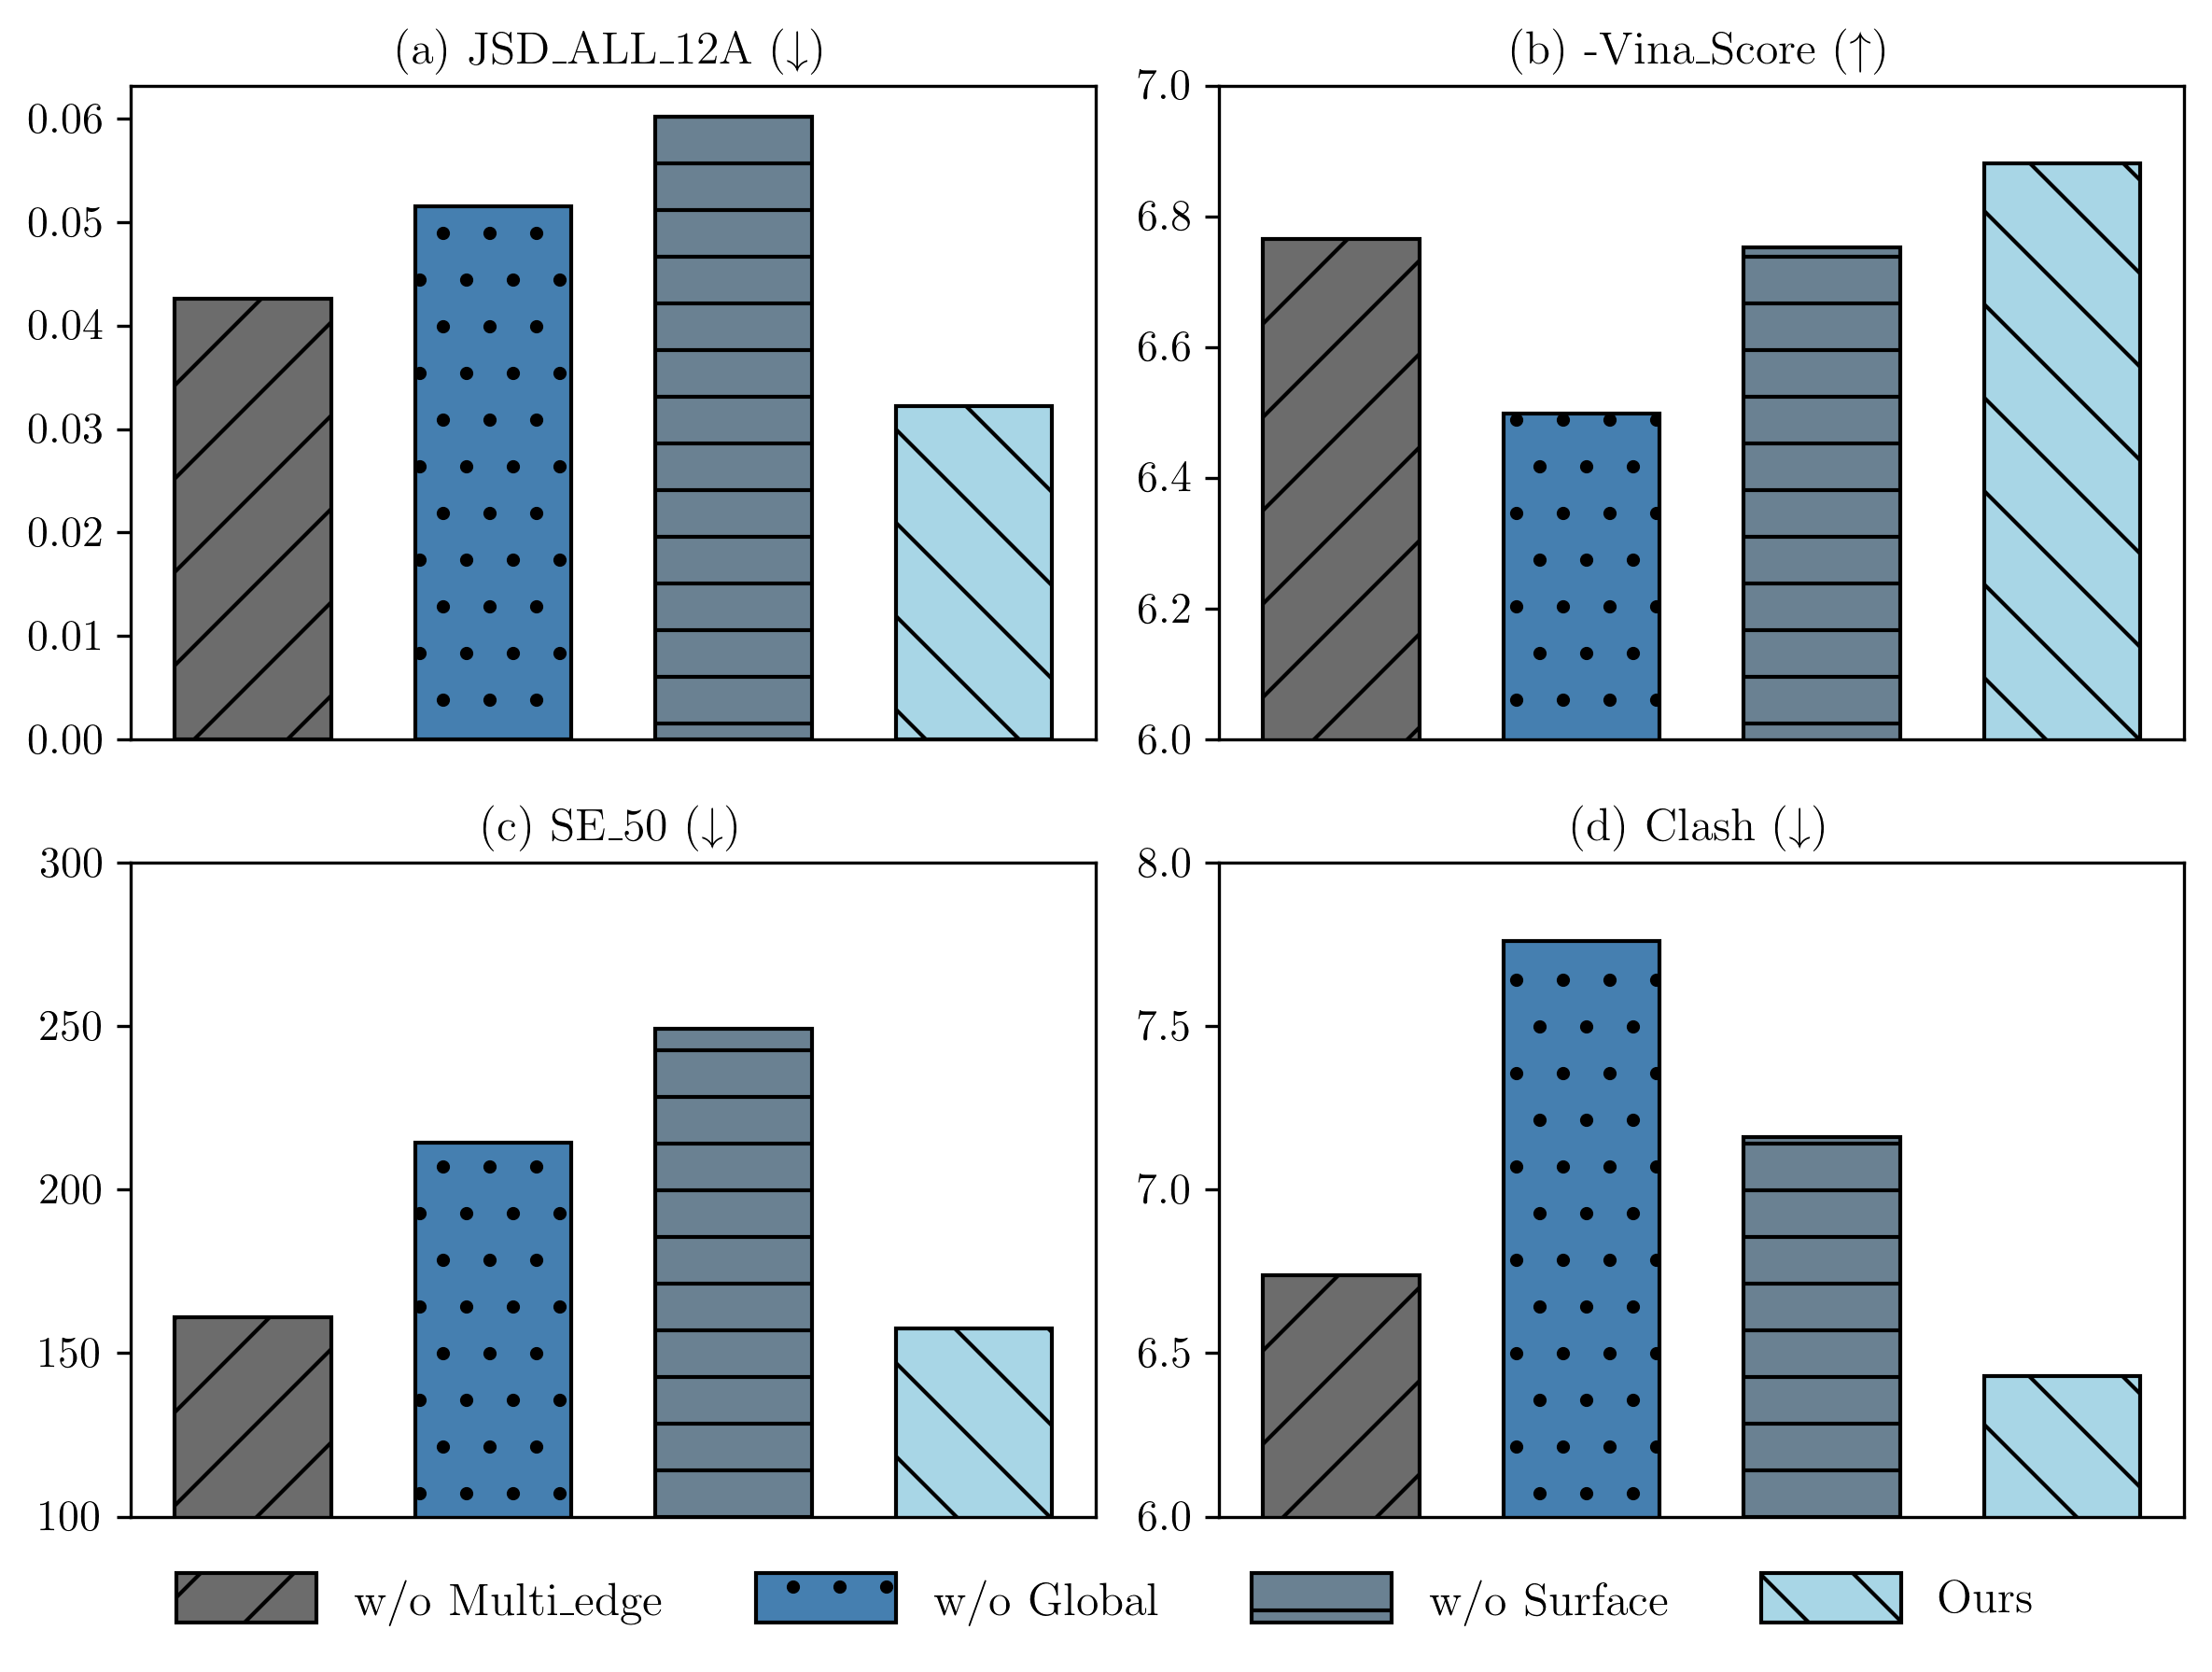 (a) JSD_ALL_12A (↓)
0.06
0.05
0.04
0.03
0.02
0.01
0.00
(b) -Vina_Score (↑)
7.0
6.8
6.6
6.4
6.2
6.0
(c) SE_50 (↓)
300
250
200
150
100
(d) Clash (↓)
8.0
7.5
7.0
6.5
6.0
w/o Multi_edge
w/o Global
w/o Surface
Ours